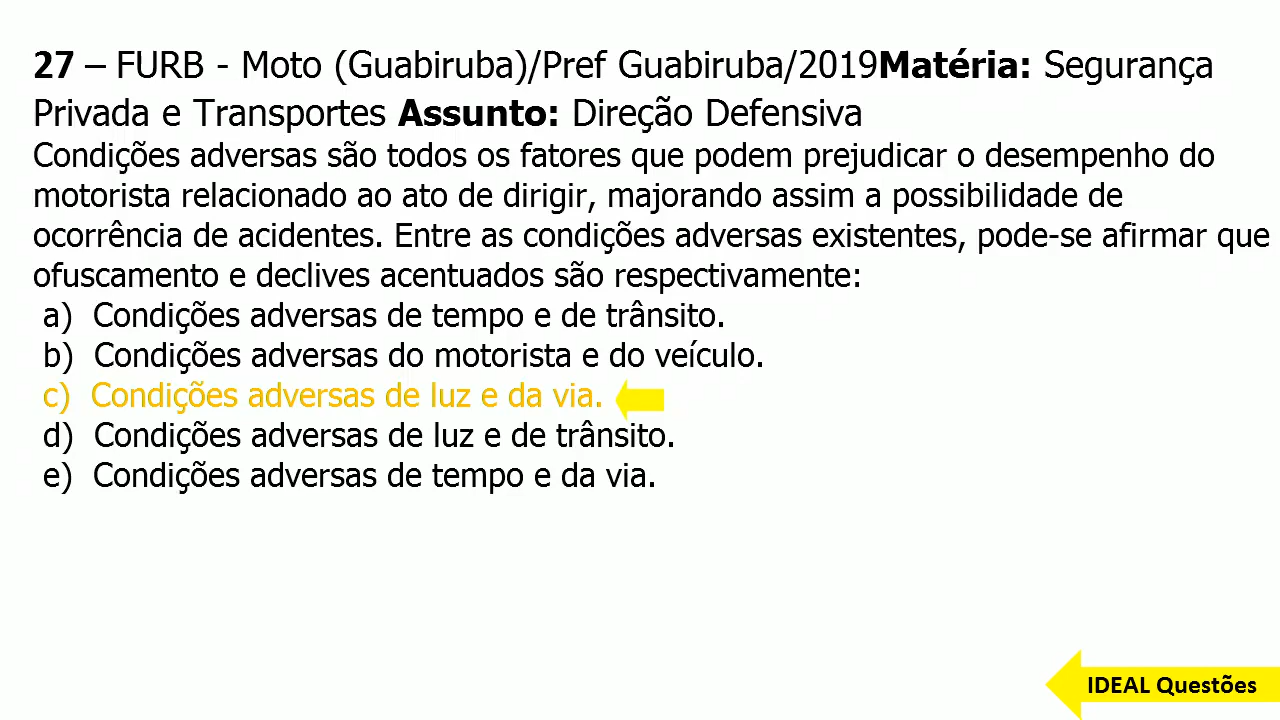 27 – FURB - Moto (Guabiruba)/Pref Guabiruba/2019Matéria: Segurança
Privada e Transportes Assunto: Direção Defensiva
Condições adversas são todos os fatores que podem prejudicar o desempenho do
motorista relacionado ao ato de dirigir, majorando assim a possibilidade de
ocorrência de acidentes. Entre as condições adversas existentes, pode-se afirmar que
ofuscamento e declives acentuados são respectivamente:
a) Condições adversas de tempo e de trânsito.
b) Condições adversas do motorista e do veículo.
c) Condições adversas de luz e da via.
d) Condições adversas de luz e de trânsito.
e) Condições adversas de tempo e da via.
IDEAL Questões